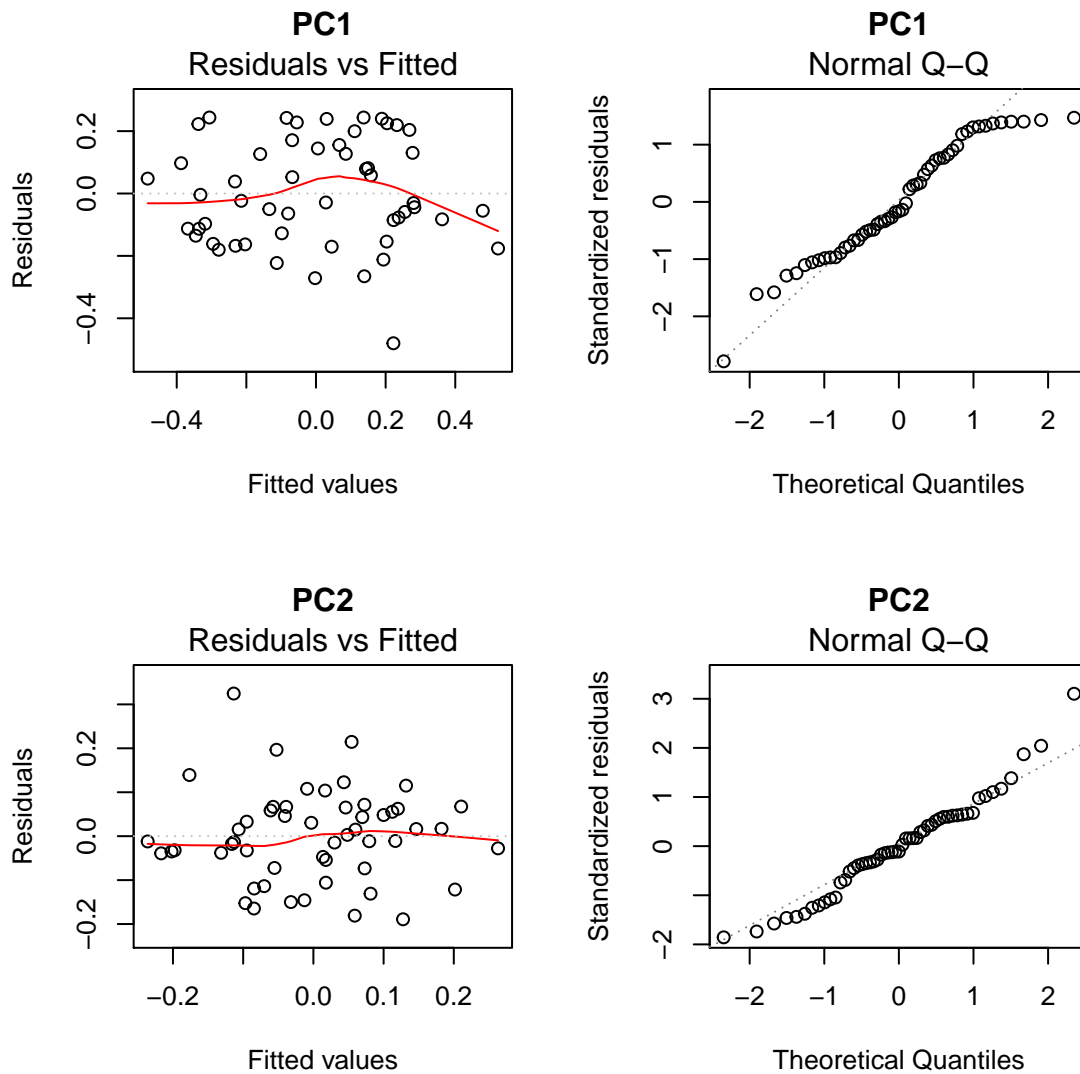 PC1
Residuals vs Fitted
Residuals
0.2
0.0
−0.4
−0.4
0.0
0.2
0.4
Fitted values
PC1
Normal Q−Q
Standardized residuals
1
0
−1
−2
−2
−1
0
1
2
Theoretical Quantiles
PC2
Residuals vs Fitted
Residuals
0.2
0.0
−0.2
−0.2
0.0
0.1
0.2
Fitted values
PC2
Normal Q−Q
Standardized residuals
3
2
1
0
−2
−2
−1
0
1
2
Theoretical Quantiles